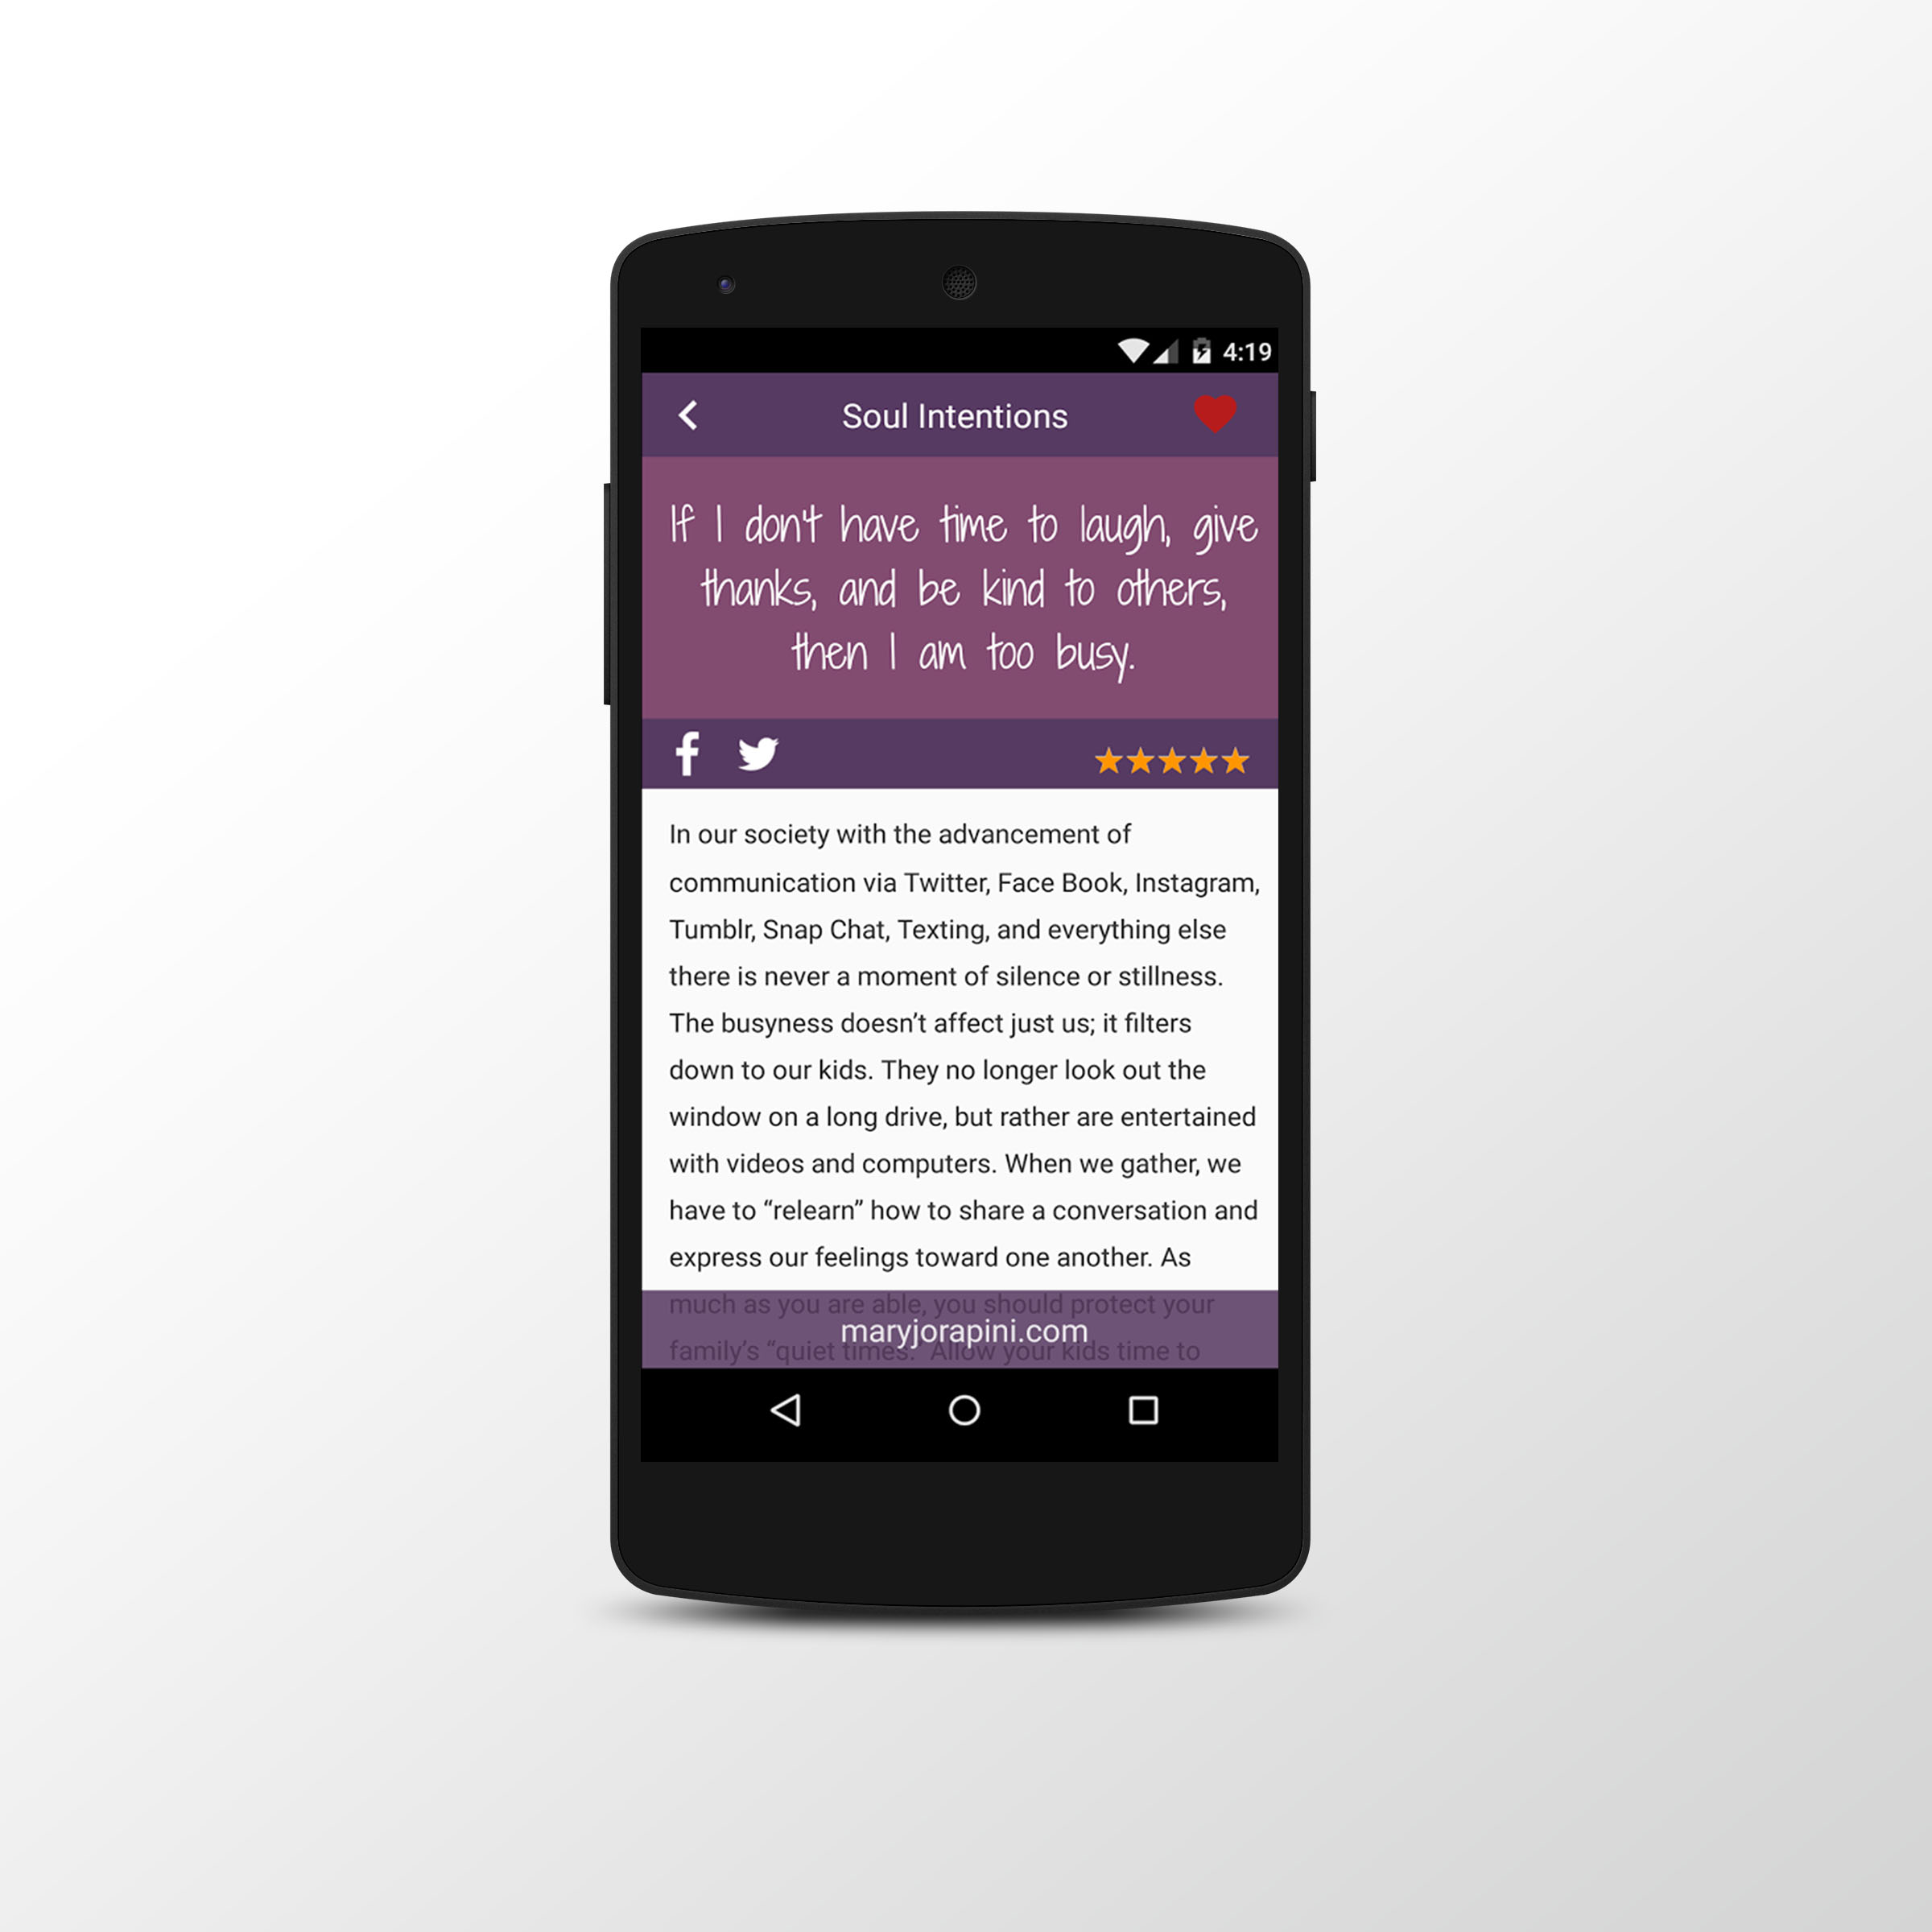 4:19
Soul Intentions
If I don't have time to laugh, give
thanks, and be kind to others,
then I am too busy.
In our society with the advancement of
communication via Twitter, Face Book, Instagram,
Tumblr, Snap Chat, Texting, and everything else
there is never a moment of silence or stillness.
The busyness doesn’t affect just us; it filters
down to our kids. They no longer look out the
window on a long drive, but rather are entertained
with videos and computers. When we gather, we
have to “relearn” how to share a conversation and
express our feelings toward one another. As
much as you are able, you should protect your
maryjorapini.com
family’s “quiet times.” Allow your kids time to